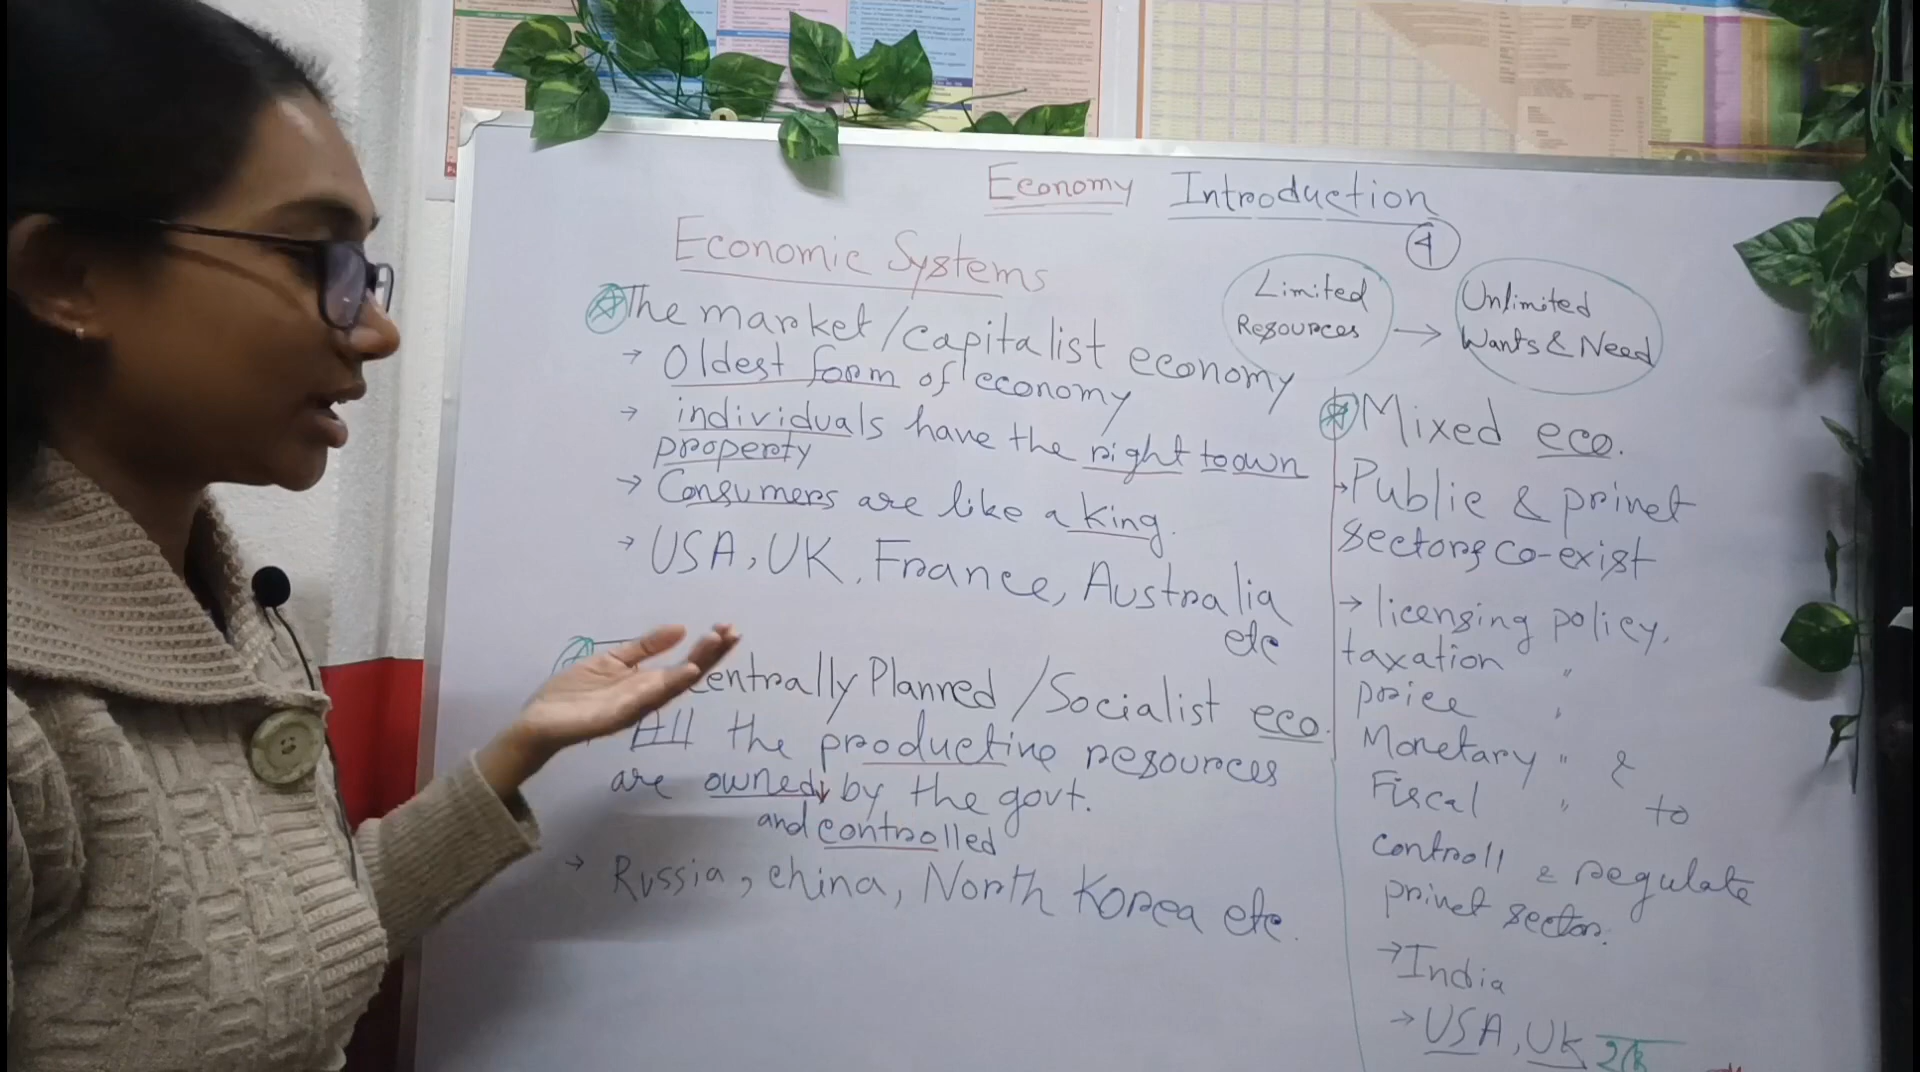 Economy Introduction
4
Economic Systems
The market/capitalist economy
→ Oldest form of economy
→ individuals have the right to own
property
→ Consumers are like a king.
→ USA, UK, France, Australia
etc
Centrally Planned/Socialist eco.
All the productive resources
are owned by the govt.
and controlled
→ Russia, china, North Korea etc.
Limited
Resources
→
Unlimited
Wants & Need
Mixed eco.
→ Public & privet
sectors co-exist
→ licensing policy,
taxation "
price "
Monetary " &
Fiscal " to
controll & regulate
privet sector.
→ India
→ USA, UK